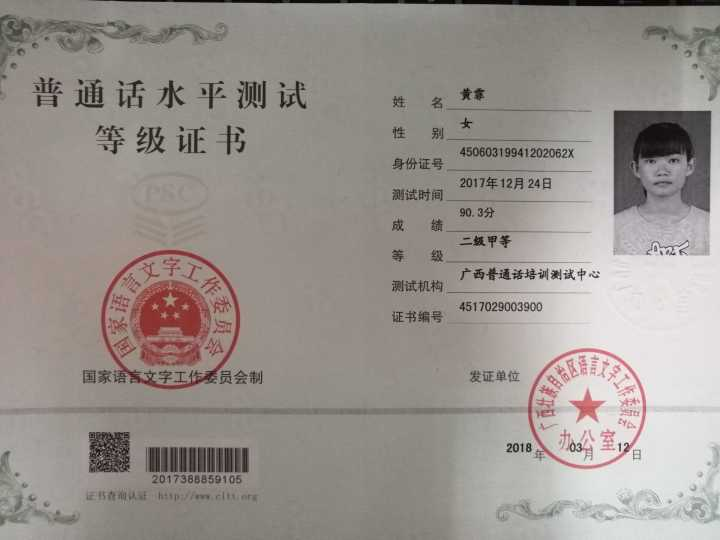 普通话水平测试
等级证书
PSC
国家语言文字工作委员会
国家语言文字工作委员会制
2017388859105
证书查询认证 http://www.cltt.org
姓 名 黄霏
性 别 女
身份证号 45060319941202062X
测试时间 2017年12月24日
成 绩 90.3分
等 级 二级甲等
测试机构 广西普通话培训测试中心
证书编号 4517029003900
发证单位
广西壮族自治区语言文字工作委员会
办公室
2018 年 03 月 12 日